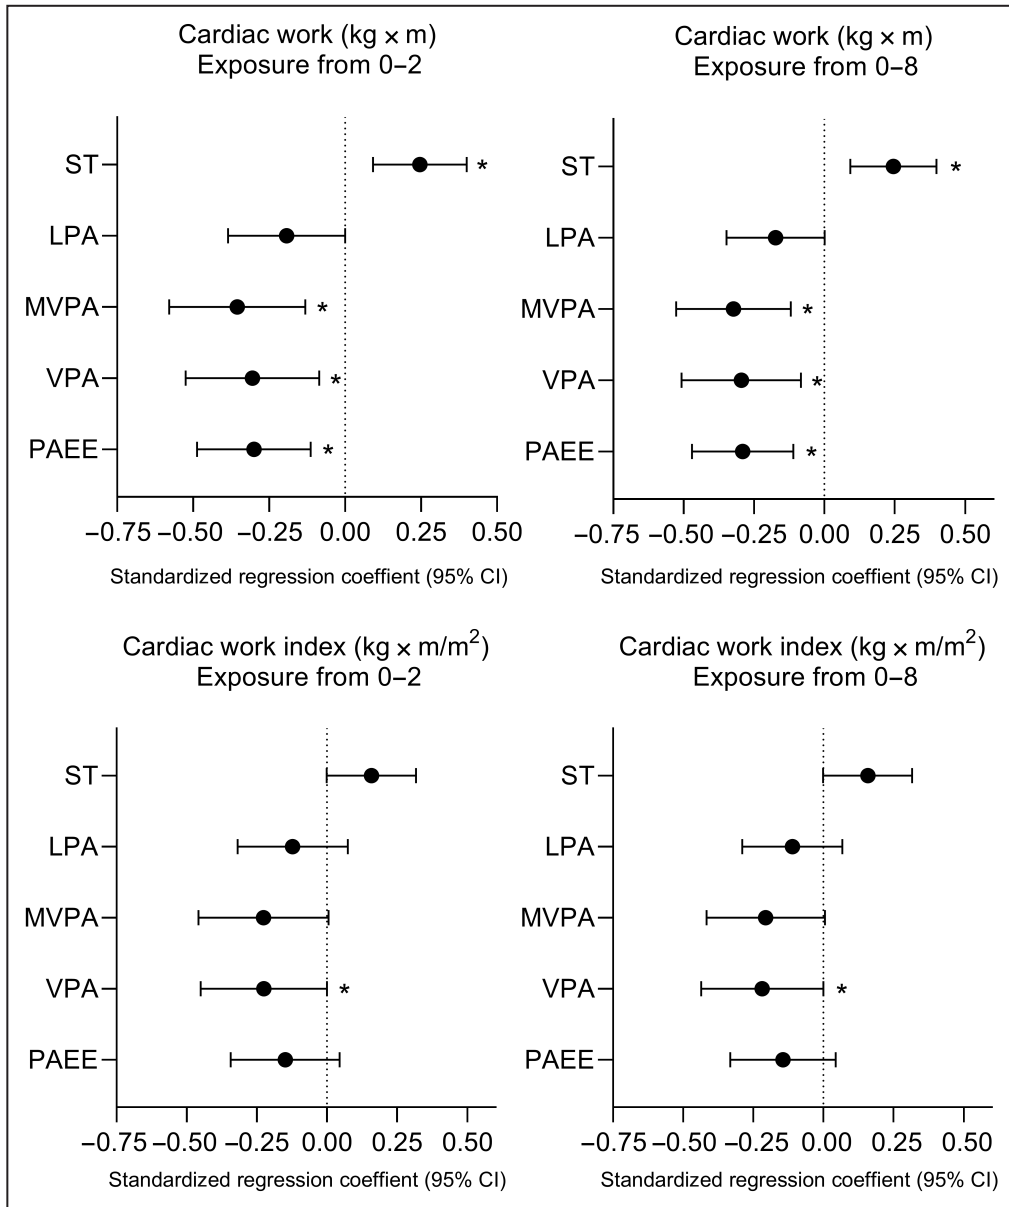 Cardiac work (kg × m)
Exposure from 0–2
ST
*
LPA
MVPA
*
VPA
*
PAEE
*
−0.75 −0.50 −0.25 0.00 0.25 0.50
Standardized regression coeffient (95% CI)
Cardiac work (kg × m)
Exposure from 0–8
ST
*
LPA
MVPA
*
VPA
*
PAEE
*
−0.75 −0.50 −0.25 0.00 0.25 0.50
Standardized regression coeffient (95% CI)
Cardiac work index (kg × m/m²)
Exposure from 0–2
ST
LPA
MVPA
VPA
*
PAEE
−0.75 −0.50 −0.25 0.00 0.25 0.50
Standardized regression coeffient (95% CI)
Cardiac work index (kg × m/m²)
Exposure from 0–8
ST
LPA
MVPA
VPA
*
PAEE
−0.75 −0.50 −0.25 0.00 0.25 0.50
Standardized regression coeffient (95% CI)